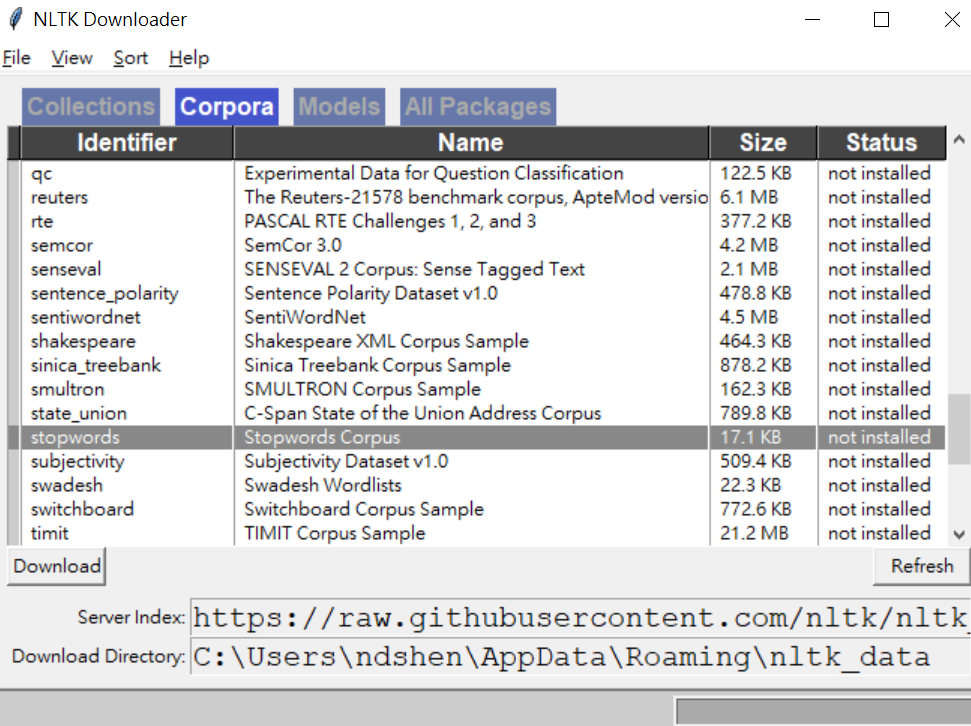 NLTK Downloader
File View Sort Help
Collections Corpora Models All Packages
Identifier Name Size Status
qc Experimental Data for Question Classification 122.5 KB not installed
reuters The Reuters-21578 benchmark corpus, ApteMod versio 6.1 MB not installed
rte PASCAL RTE Challenges 1, 2, and 3 377.2 KB not installed
semcor SemCor 3.0 4.2 MB not installed
senseval SENSEVAL 2 Corpus: Sense Tagged Text 2.1 MB not installed
sentence_polarity Sentence Polarity Dataset v1.0 478.8 KB not installed
sentiwordnet SentiWordNet 4.5 MB not installed
shakespeare Shakespeare XML Corpus Sample 464.3 KB not installed
sinica_treebank Sinica Treebank Corpus Sample 878.2 KB not installed
smultron SMULTRON Corpus Sample 162.3 KB not installed
state_union C-Span State of the Union Address Corpus 789.8 KB not installed
stopwords Stopwords Corpus 17.1 KB not installed
subjectivity Subjectivity Dataset v1.0 509.4 KB not installed
swadesh Swadesh Wordlists 22.3 KB not installed
switchboard Switchboard Corpus Sample 772.6 KB not installed
timit TIMIT Corpus Sample 21.2 MB not installed
Download Refresh
Server Index: https://raw.githubusercontent.com/nltk/nltk_
Download Directory: C:\Users\ndshen\AppData\Roaming\nltk_data